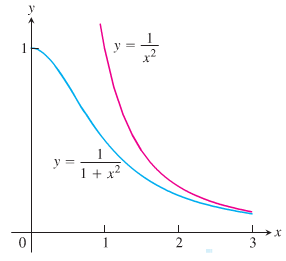 y
1
y = 1/x²
y = 1/(1 + x²)
0 1 2 3 x